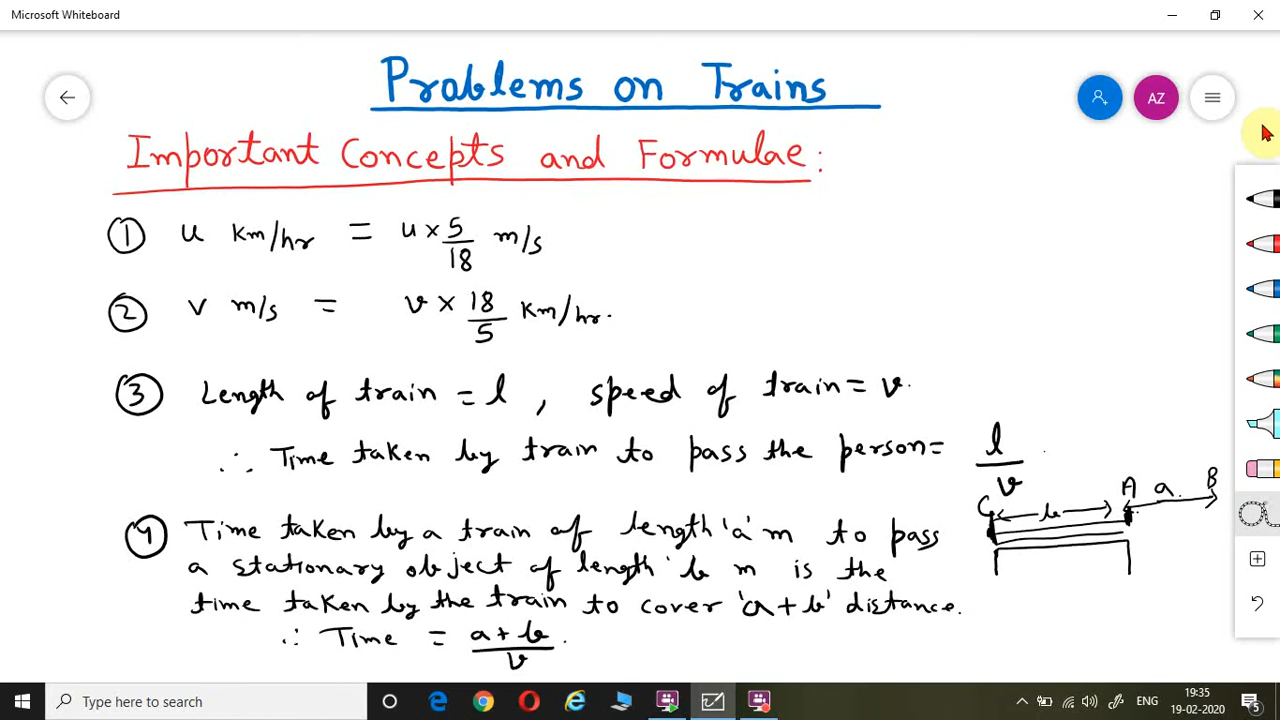 Microsoft Whiteboard
Problems on Trains
AZ
Important Concepts and Formulae:
① u km/hr = u × 5/18 m/s
② v m/s = v × 18/5 km/hr.
③ Length of train = l , speed of train = v.
∴ Time taken by train to pass the person = l/v
C b A a B
④ Time taken by a train of length 'a' m to pass
a stationary object of length 'b m is the
time taken by the train to cover 'a+b' distance.
∴ Time = a+b/v.
Type here to search
ENG
19:35
19-02-2020
5